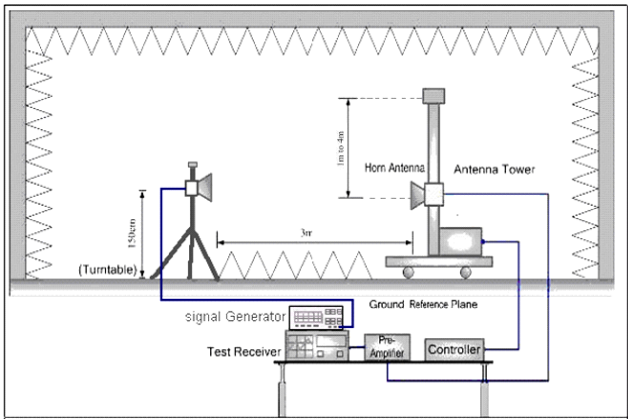 1m to 4m
Horn Antenna
Antenna Tower
150cm
3m
(Turntable)
Ground Reference Plane
signal Generator
Test Receiver
Pre-
Amplifier
Controller